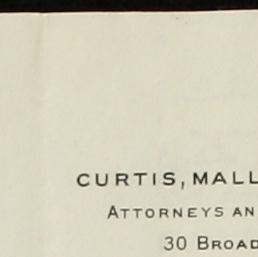 CURTIS, MALL
ATTORNEYS AN
30 BROAD